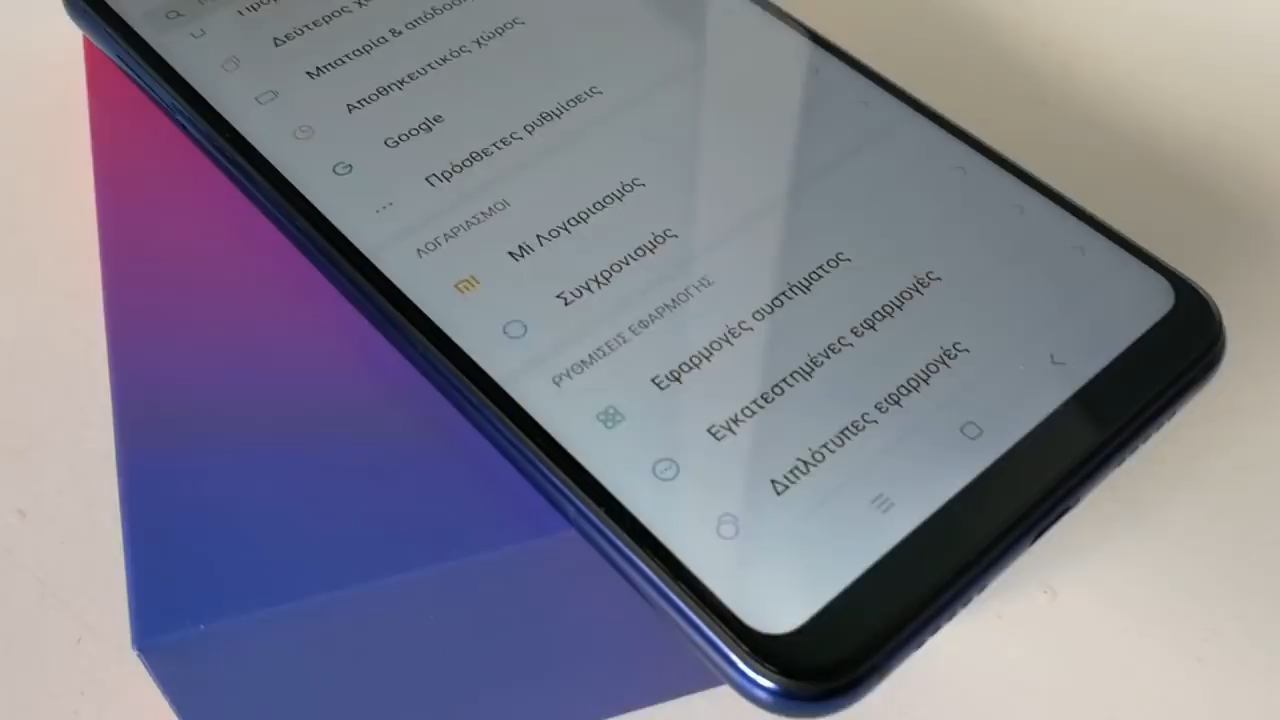 Δεύτερος
Μπαταρία & απόδοση
Αποθηκευτικός χώρος
Google
Πρόσθετες ρυθμίσεις
ΛΟΓΑΡΙΑΣΜΟΙ
Mi Λογαριασμός
Συγχρονισμός
ΡΥΘΜΙΣΕΙΣ ΕΦΑΡΜΟΓΗΣ
Εφαρμογές συστήματος
Εγκατεστημένες εφαρμογές
Διπλότυπες εφαρμογές